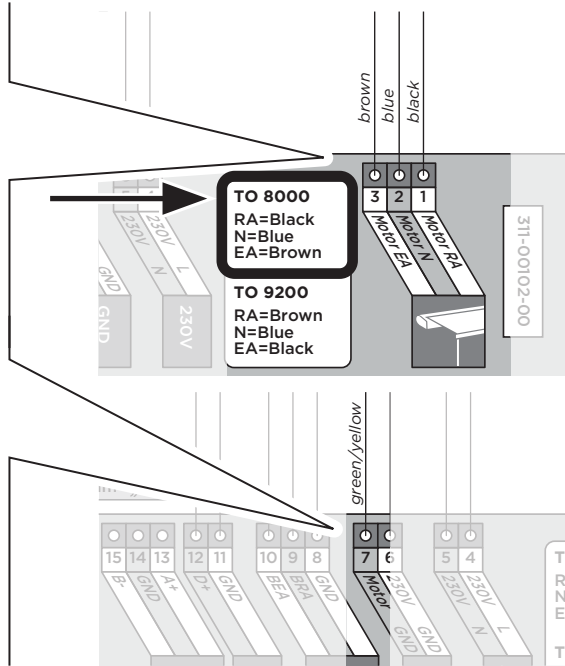 brown
blue
black
TO 8000
RA=Black
N=Blue
EA=Brown
TO 9200
RA=Brown
N=Blue
EA=Black
3 2 1
Motor EA
Motor N
Motor RA
311-00102-00
230V
230V
N
L
GND
GND
230V
green/yellow
15 14 13 12 11 10 9 8 7 6 5 4
B-
GND
A+
D+
GND
BEA
BRA
GND
Motor
230V
GND
GND
230V
N
230V
L
T
R
N
E
T